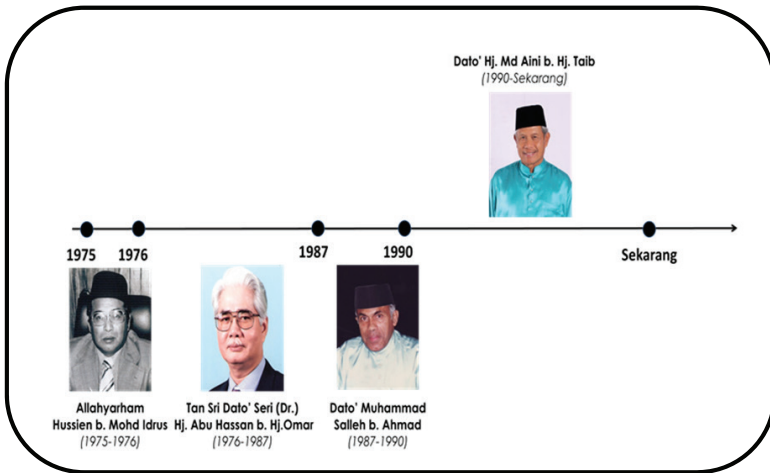 Dato' Hj. Md Aini b. Hj. Taib
(1990-Sekarang)
1975
1976
1987
1990
Sekarang
Allahyarham
Hussien b. Mohd Idrus
(1975-1976)
Tan Sri Dato' Seri (Dr.)
Hj. Abu Hassan b. Hj.Omar
(1976-1987)
Dato' Muhammad
Salleh b. Ahmad
(1987-1990)